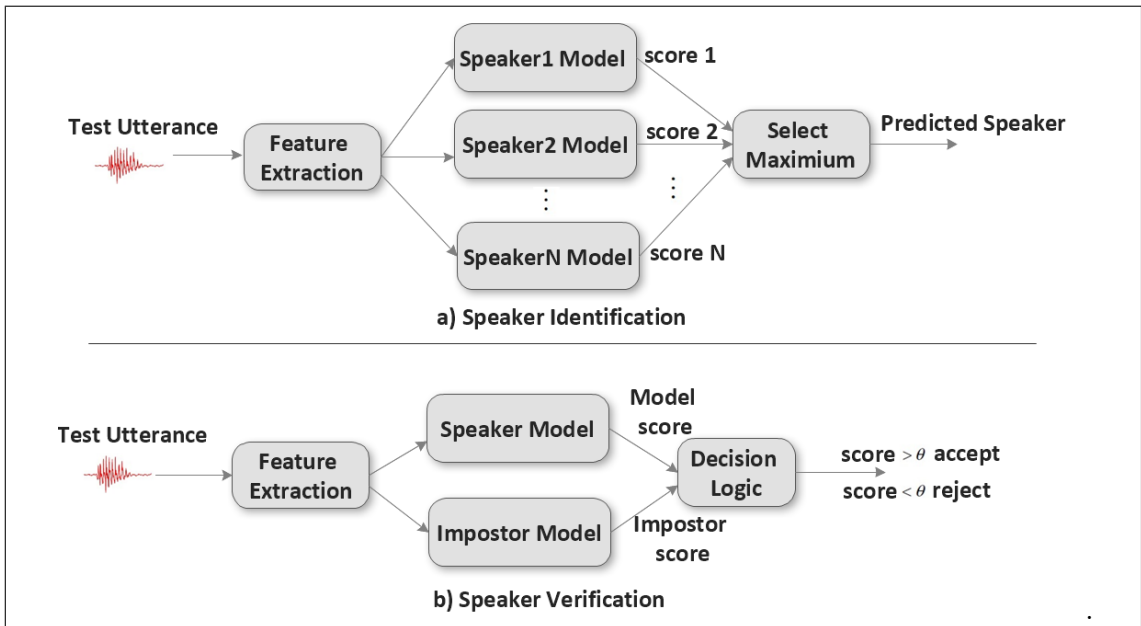 Speaker1 Model
score 1
Test Utterance
Feature
Extraction
Speaker2 Model
score 2
Select
Maximium
Predicted Speaker
⋮
⋮
SpeakerN Model
score N
a) Speaker Identification
Test Utterance
Feature
Extraction
Speaker Model
Model
score
Decision
Logic
score > θ accept
score < θ reject
Impostor Model
Impostor
score
b) Speaker Verification
.